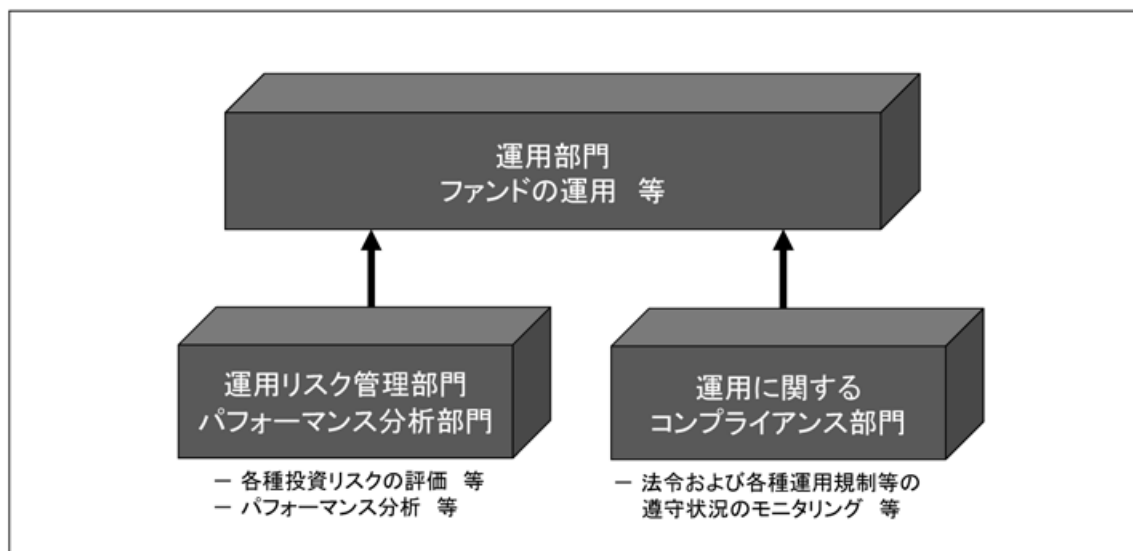 運用部門
ファンドの運用 等
運用リスク管理部門
パフォーマンス分析部門
－ 各種投資リスクの評価 等
－ パフォーマンス分析 等
運用に関する
コンプライアンス部門
－ 法令および各種運用規制等の
遵守状況のモニタリング 等